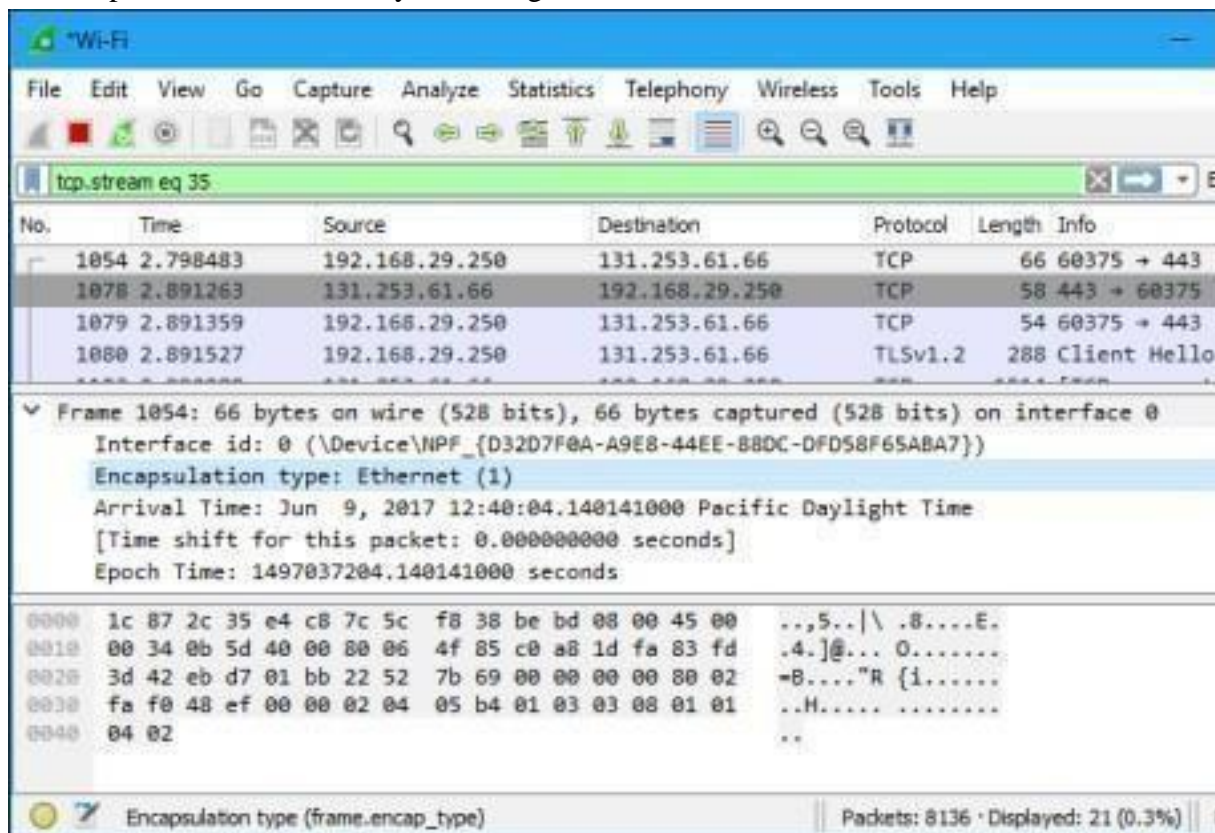 *Wi-Fi
File Edit View Go Capture Analyze Statistics Telephony Wireless Tools Help
tcp.stream eq 35
No. Time Source Destination Protocol Length Info
1054 2.798483 192.168.29.250 131.253.61.66 TCP 66 60375 → 443
1078 2.891263 131.253.61.66 192.168.29.250 TCP 58 443 → 60375
1079 2.891359 192.168.29.250 131.253.61.66 TCP 54 60375 → 443
1080 2.891527 192.168.29.250 131.253.61.66 TLSv1.2 288 Client Hello
Frame 1054: 66 bytes on wire (528 bits), 66 bytes captured (528 bits) on interface 0
Interface id: 0 (\Device\NPF_{D32D7F0A-A9E8-44EE-88DC-DFD58F65ABA7})
Encapsulation type: Ethernet (1)
Arrival Time: Jun 9, 2017 12:40:04.140141000 Pacific Daylight Time
[Time shift for this packet: 0.000000000 seconds]
Epoch Time: 1497037204.140141000 seconds
0000 1c 87 2c 35 e4 c8 7c 5c f8 38 be bd 08 00 45 00 ..,5..|\ .8....E.
0010 00 34 0b 5d 40 00 80 06 4f 85 c0 a8 1d fa 83 fd .4.]@... O.......
0020 3d 42 eb d7 01 bb 22 52 7b 69 00 00 00 00 80 02 =B...."R {i......
0030 fa f0 48 ef 00 00 02 04 05 b4 01 03 03 08 01 01 ..H..... ........
0040 04 02 ..
Encapsulation type (frame.encap_type) Packets: 8136 · Displayed: 21 (0.3%)